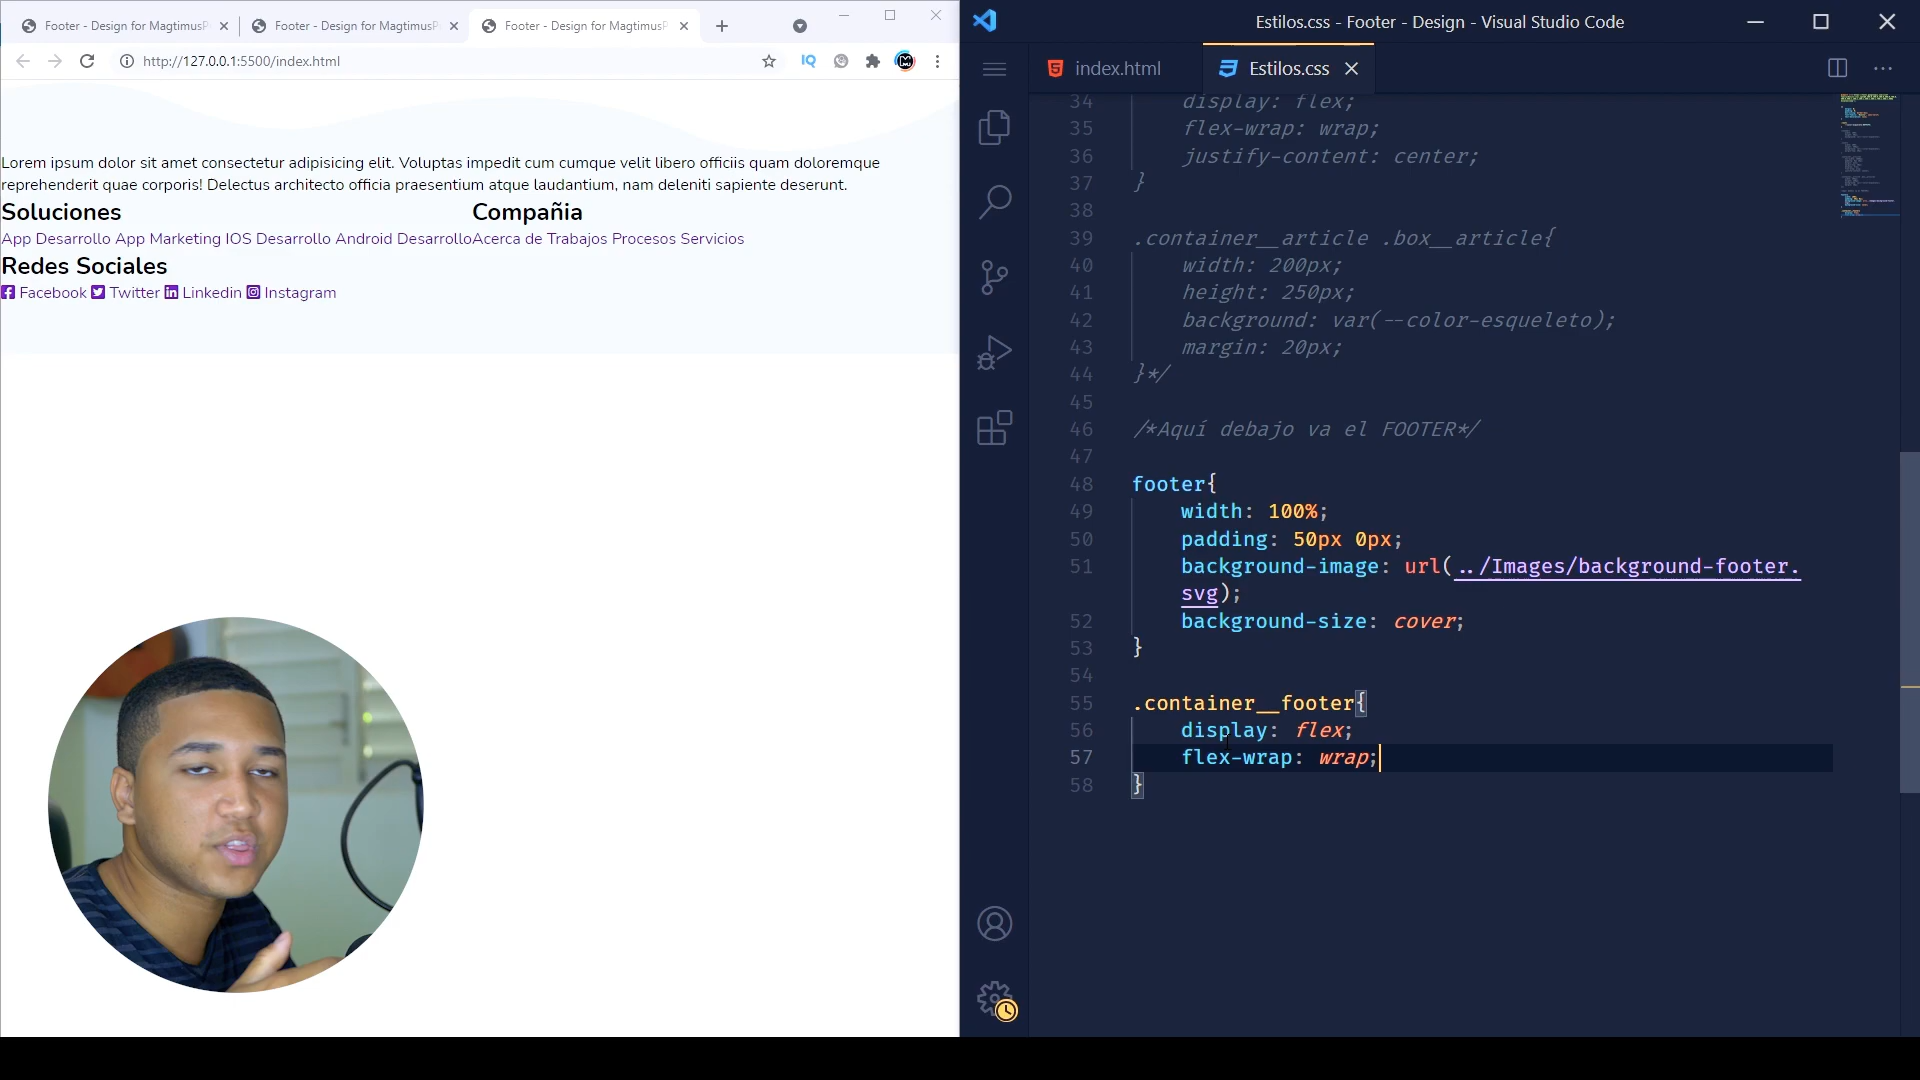 Footer - Design for MagtimusP
Footer - Design for MagtimusP
Footer - Design for MagtimusP
http://127.0.0.1:5500/index.html
IQ
Lorem ipsum dolor sit amet consectetur adipisicing elit. Voluptas impedit cum cumque velit libero officiis quam doloremque
reprehenderit quae corporis! Delectus architecto officia praesentium atque laudantium, nam deleniti sapiente deserunt.
Soluciones Compañia
App Desarrollo App Marketing IOS Desarrollo Android DesarrolloAcerca de Trabajos Procesos Servicios
Redes Sociales
Facebook Twitter Linkedin Instagram
Estilos.css - Footer - Design - Visual Studio Code
index.html
Estilos.css
34 display: flex;
35 flex-wrap: wrap;
36 justify-content: center;
37 }
38
39 .container__article .box__article{
40 width: 200px;
41 height: 250px;
42 background: var(--color-esqueleto);
43 margin: 20px;
44 }*/
45
46 /*Aquí debajo va el FOOTER*/
47
48 footer{
49 width: 100%;
50 padding: 50px 0px;
51 background-image: url(../Images/background-footer.
svg);
52 background-size: cover;
53 }
54
55 .container__footer{
56 display: flex;
57 flex-wrap: wrap;
58 }